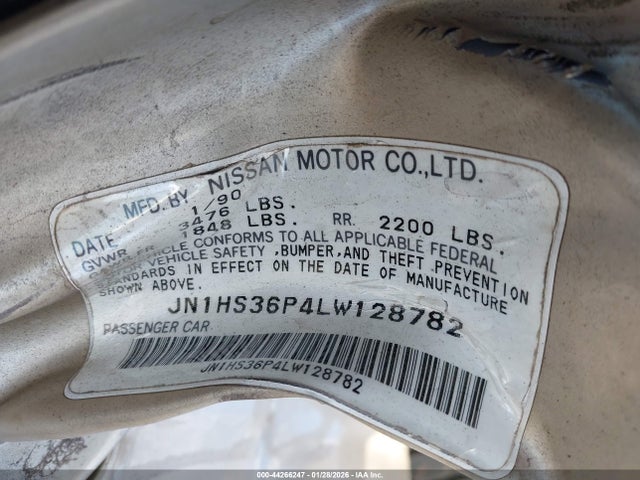 MFD. BY NISSAN MOTOR CO.,LTD.
DATE 1/90
GVWR 3476 LBS.
FR 1848 LBS. RR. 2200 LBS.
VEHICLE CONFORMS TO ALL APPLICABLE FEDERAL
VEHICLE SAFETY ,BUMPER,AND THEFT PREVENTION
STANDARDS IN EFFECT ON THE DATE OF MANUFACTURE
SHOWN ABOVE.
JN1HS36P4LW128782
PASSENGER CAR
JN1HS36P4LW128782
000-44266247 - 01/28/2026 - IAA Inc.